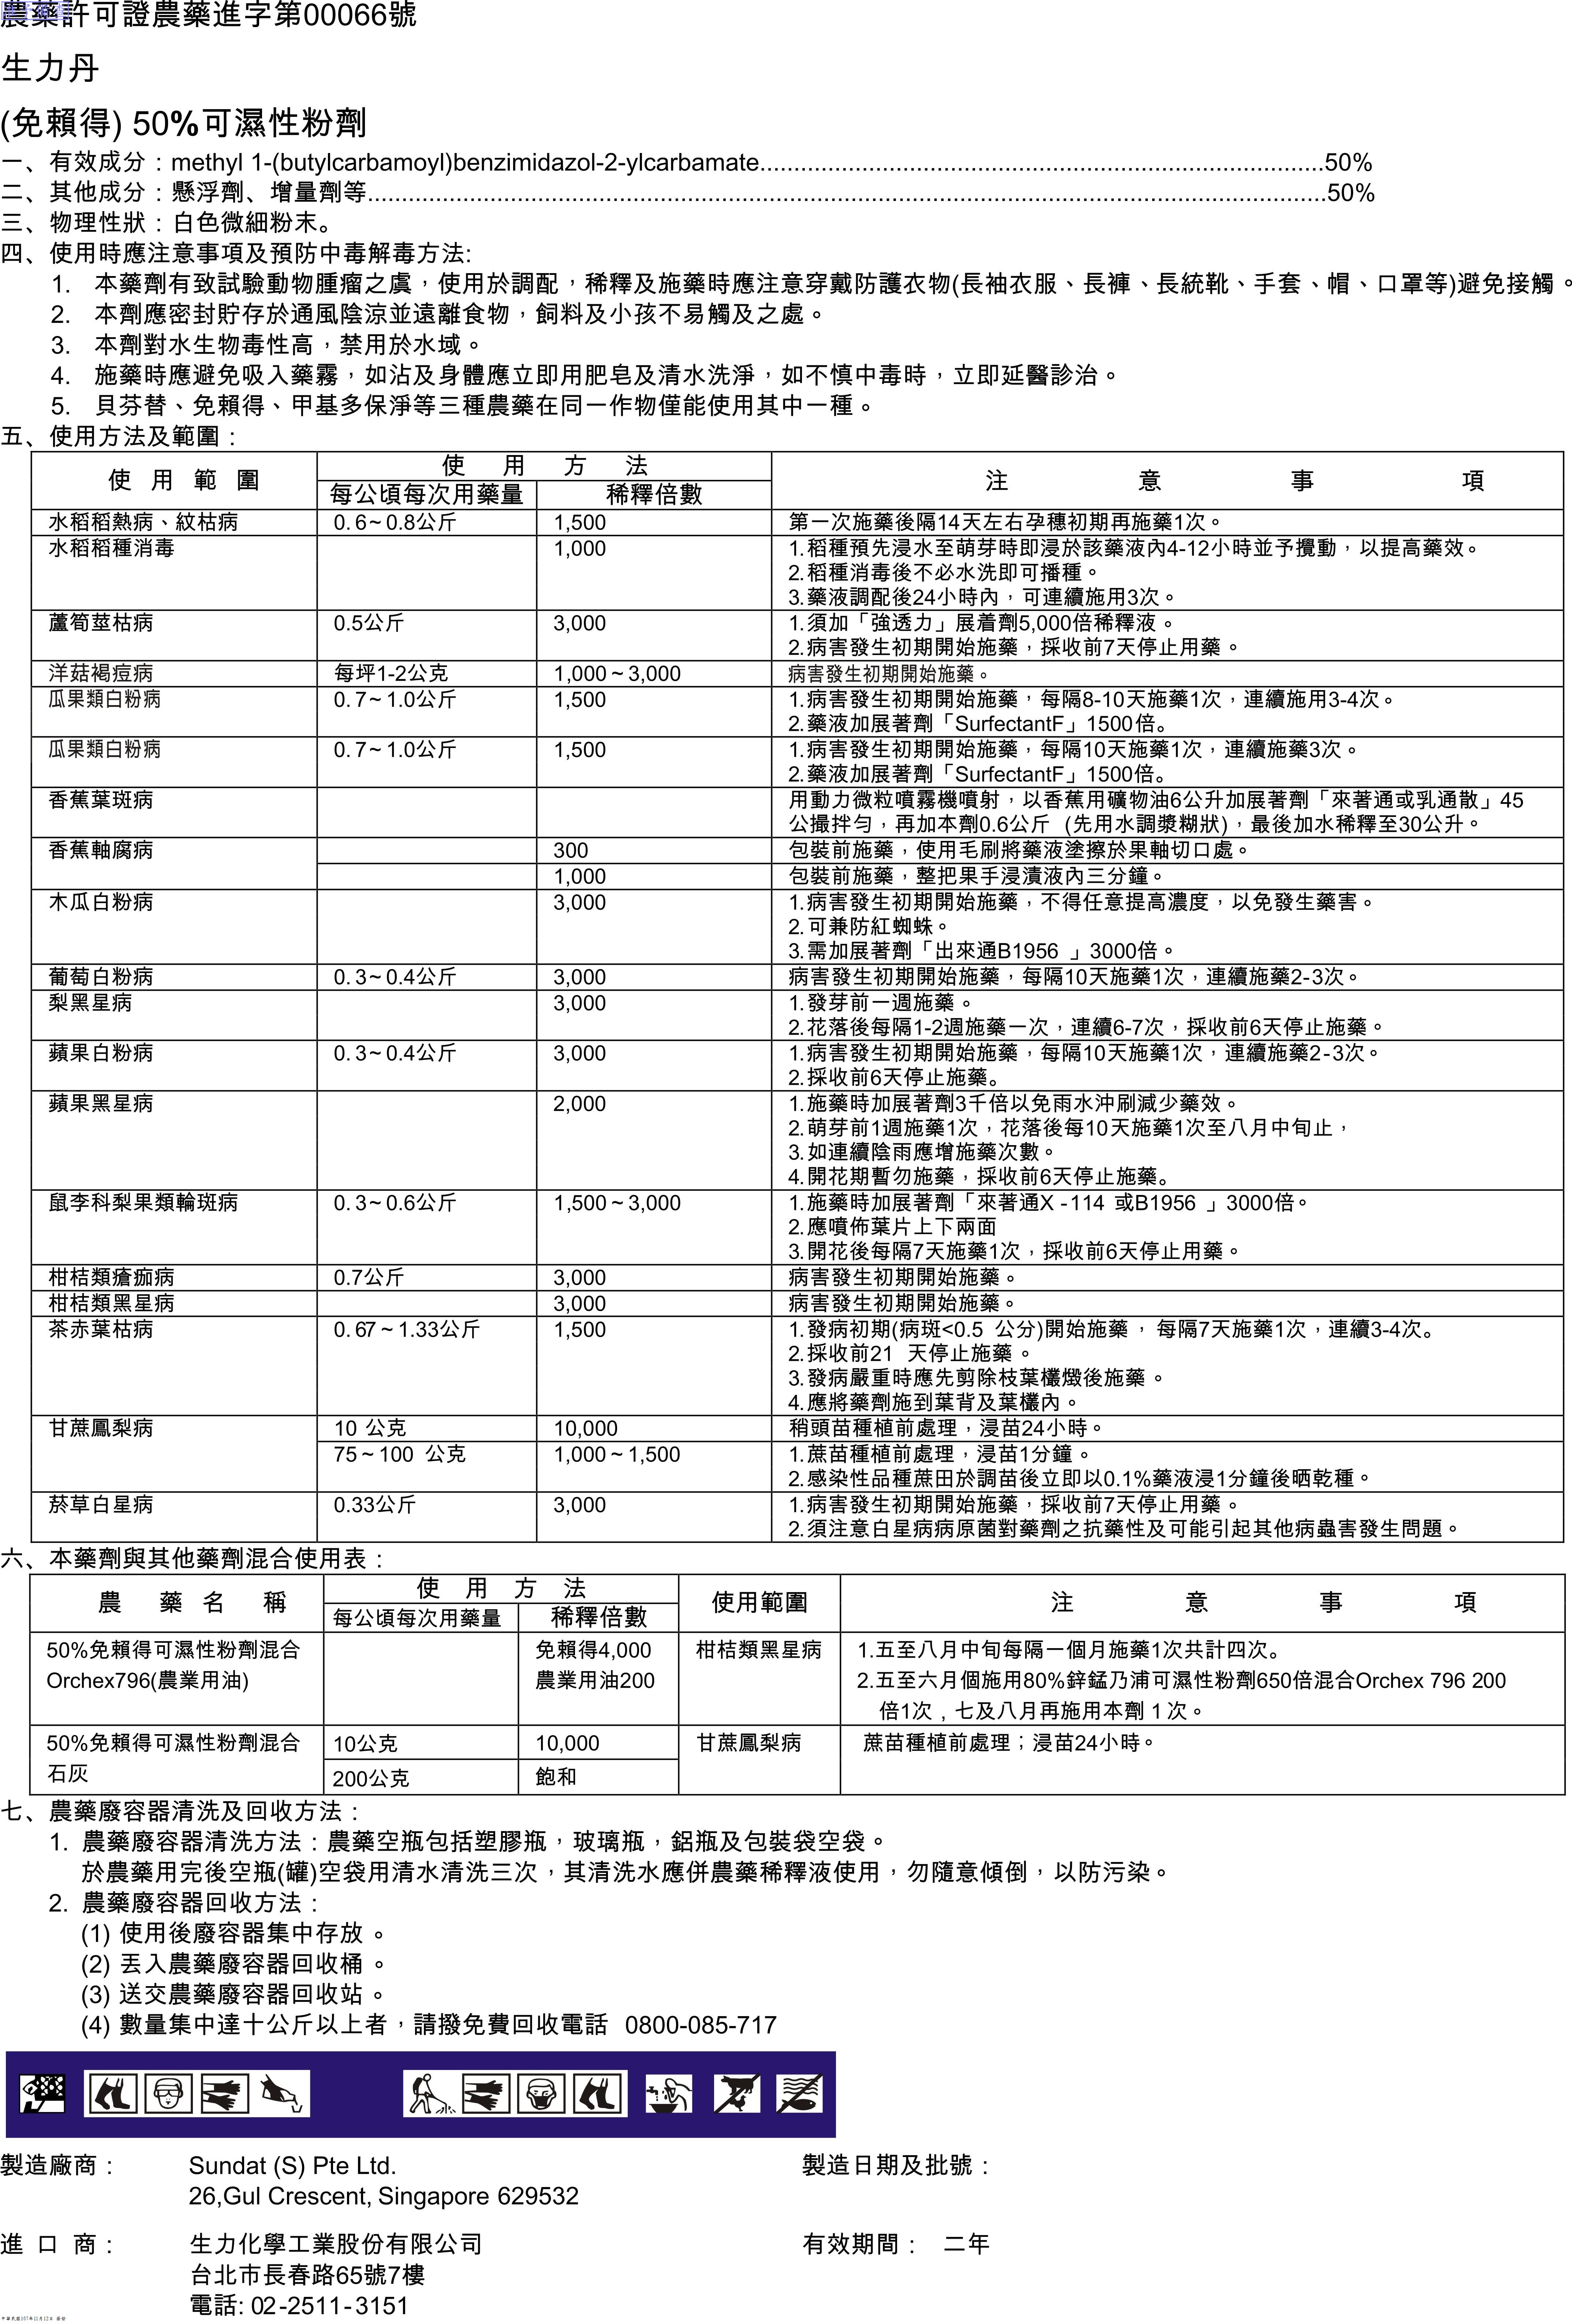 農藥許可證農藥進字第00066號
生力丹
(免賴得) 50%可濕性粉劑
一、有效成分：methyl 1-(butylcarbamoyl)benzimidazol-2-ylcarbamate....................................................................................50%
二、其他成分：懸浮劑、增量劑等..............................................................................................................................................50%
三、物理性狀：白色微細粉末。
四、使用時應注意事項及預防中毒解毒方法:
1. 本藥劑有致試驗動物腫瘤之虞，使用於調配，稀釋及施藥時應注意穿戴防護衣物(長袖衣服、長褲、長統靴、手套、帽、口罩等)避免接觸。
2. 本劑應密封貯存於通風陰涼並遠離食物，飼料及小孩不易觸及之處。
3. 本劑對水生物毒性高，禁用於水域。
4. 施藥時應避免吸入藥霧，如沾及身體應立即用肥皂及清水洗淨，如不慎中毒時，立即延醫診治。
5. 貝芬替、免賴得、甲基多保淨等三種農藥在同一作物僅能使用其中一種。
五、使用方法及範圍：
使用範圍 使用方法 注意事項
每公頃每次用藥量 稀釋倍數
水稻稻熱病、紋枯病 0.6~0.8公斤 1,500 第一次施藥後隔14天左右孕穗初期再施藥1次。
水稻稻種消毒 1,000 1.稻種預先浸水至萌芽時即浸於該藥液內4-12小時並予攪動，以提高藥效。
2.稻種消毒後不必水洗即可播種。
3.藥液調配後24小時內，可連續施用3次。
蘆筍莖枯病 0.5公斤 3,000 1.須加「強透力」展着劑5,000倍稀釋液。
2.病害發生初期開始施藥，採收前7天停止用藥。
洋菇褐痘病 每坪1-2公克 1,000~3,000 病害發生初期開始施藥。
瓜果類白粉病 0.7~1.0公斤 1,500 1.病害發生初期開始施藥，每隔8-10天施藥1次，連續施用3-4次。
2.藥液加展著劑「SurfectantF」1500倍。
瓜果類白粉病 0.7~1.0公斤 1,500 1.病害發生初期開始施藥，每隔10天施藥1次，連續施藥3次。
2.藥液加展著劑「SurfectantF」1500倍。
香蕉葉斑病 用動力微粒噴霧機噴射，以香蕉用礦物油6公升加展著劑「來著通或乳通散」45
公撮拌勻，再加本劑0.6公斤 (先用水調漿糊狀)，最後加水稀釋至30公升。
香蕉軸腐病 300 包裝前施藥，使用毛刷將藥液塗擦於果軸切口處。
1,000 包裝前施藥，整把果手浸漬液內三分鐘。
木瓜白粉病 3,000 1.病害發生初期開始施藥，不得任意提高濃度，以免發生藥害。
2.可兼防紅蜘蛛。
3.需加展著劑「出來通B1956 」3000倍。
葡萄白粉病 0.3~0.4公斤 3,000 病害發生初期開始施藥，每隔10天施藥1次，連續施藥2-3次。
梨黑星病 3,000 1.發芽前一週施藥。
2.花落後每隔1-2週施藥一次，連續6-7次，採收前6天停止施藥。
蘋果白粉病 0.3~0.4公斤 3,000 1.病害發生初期開始施藥，每隔10天施藥1次，連續施藥2-3次。
2.採收前6天停止施藥。
蘋果黑星病 2,000 1.施藥時加展著劑3千倍以免雨水沖刷減少藥效。
2.萌芽前1週施藥1次，花落後每10天施藥1次至八月中旬止，
3.如連續陰雨應增施藥次數。
4.開花期暫勿施藥，採收前6天停止施藥。
鼠李科梨果類輪斑病 0.3~0.6公斤 1,500~3,000 1.施藥時加展著劑「來著通X -114 或B1956 」3000倍。
2.應噴佈葉片上下兩面
3.開花後每隔7天施藥1次，採收前6天停止用藥。
柑桔類瘡痂病 0.7公斤 3,000 病害發生初期開始施藥。
柑桔類黑星病 3,000 病害發生初期開始施藥。
茶赤葉枯病 0.67~1.33公斤 1,500 1.發病初期(病斑<0.5 公分)開始施藥，每隔7天施藥1次，連續3-4次。
2.採收前21 天停止施藥。
3.發病嚴重時應先剪除枝葉欉燬後施藥。
4.應將藥劑施到葉背及葉欉內。
甘蔗鳳梨病 10 公克 10,000 稍頭苗種植前處理，浸苗24小時。
75~100 公克 1,000~1,500 1.蔗苗種植前處理，浸苗1分鐘。
2.感染性品種蔗田於調苗後立即以0.1%藥液浸1分鐘後晒乾種。
菸草白星病 0.33公斤 3,000 1.病害發生初期開始施藥，採收前7天停止用藥。
2.須注意白星病病原菌對藥劑之抗藥性及可能引起其他病蟲害發生問題。
六、本藥劑與其他藥劑混合使用表：
農藥名稱 使用方法 使用範圍 注意事項
每公頃每次用藥量 稀釋倍數
50%免賴得可濕性粉劑混合 免賴得4,000 柑桔類黑星病 1.五至八月中旬每隔一個月施藥1次共計四次。
Orchex796(農業用油) 農業用油200 2.五至六月個施用80%鋅錳乃浦可濕性粉劑650倍混合Orchex 796 200
倍1次，七及八月再施用本劑 1 次。
50%免賴得可濕性粉劑混合 10公克 10,000 甘蔗鳳梨病 蔗苗種植前處理；浸苗24小時。
石灰 200公克 飽和
七、農藥廢容器清洗及回收方法：
1. 農藥廢容器清洗方法：農藥空瓶包括塑膠瓶，玻璃瓶，鋁瓶及包裝袋空袋。
於農藥用完後空瓶(罐)空袋用清水清洗三次，其清洗水應併農藥稀釋液使用，勿隨意傾倒，以防污染。
2. 農藥廢容器回收方法：
(1) 使用後廢容器集中存放。
(2) 丟入農藥廢容器回收桶。
(3) 送交農藥廢容器回收站。
(4) 數量集中達十公斤以上者，請撥免費回收電話 0800-085-717
製造廠商： Sundat (S) Pte Ltd. 製造日期及批號：
26,Gul Crescent, Singapore 629532
進口商： 生力化學工業股份有限公司 有效期間： 二年
台北市長春路65號7樓
電話: 02-2511-3151